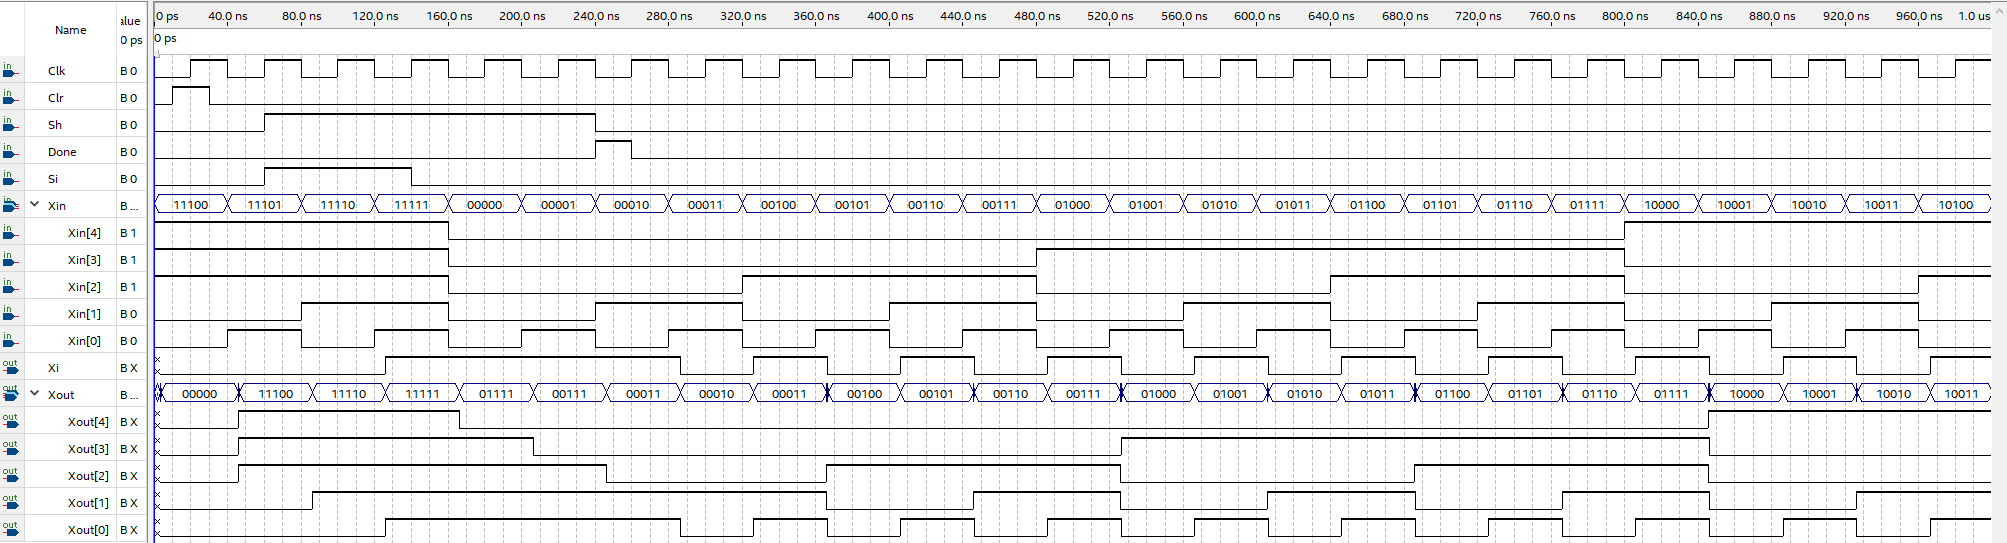 Name alue 0 ps 40.0 ns 80.0 ns 120.0 ns 160.0 ns 200.0 ns 240.0 ns 280.0 ns 320.0 ns 360.0 ns 400.0 ns 440.0 ns 480.0 ns 520.0 ns 560.0 ns 600.0 ns 640.0 ns 680.0 ns 720.0 ns 760.0 ns 800.0 ns 840.0 ns 880.0 ns 920.0 ns 960.0 ns 1.0 us
0 ps 0 ps
in Clk B 0
in Clr B 0
in Sh B 0
in Done B 0
in Si B 0
in Xin B ... 11100 11101 11110 11111 00000 00001 00010 00011 00100 00101 00110 00111 01000 01001 01010 01011 01100 01101 01110 01111 10000 10001 10010 10011 10100
in Xin[4] B 1
in Xin[3] B 1
in Xin[2] B 1
in Xin[1] B 0
in Xin[0] B 0
out Xi B X
out Xout B ... 00000 11100 11110 11111 01111 00111 00011 00010 00011 00100 00101 00110 00111 01000 01001 01010 01011 01100 01101 01110 01111 10000 10001 10010 10011
out Xout[4] B X
out Xout[3] B X
out Xout[2] B X
out Xout[1] B X
out Xout[0] B X